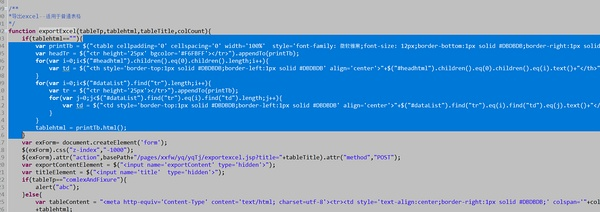 /**
*导出excel--适用于普通表格
*/
function exportExcel(tableTp,tablehtml,tableTitle,colCount){
if(tablehtml==""){
var printTb = $("<table cellpadding='0' cellspacing='0' width='100%' style='font-family: 微软雅黑;font-size: 12px;border-bottom:1px solid #DBDBDB;border-right:1px solid
var headTr = $("<tr height='25px' bgcolor='#F6FBFF'></tr>").appendTo(printTb);
for(var i=0;i<$("#headhtml").children().eq(0).children().length;i++){
var td = $("<th style='border-top:1px solid #DBDBDB;border-left:1px solid #DBDBDB' align='center'>"+$("#headhtml").children().eq(0).children().eq(i).text()+"</th>"
}
for(var i=0;i<$("#dataList").find("tr").length;i++){
var tr = $("<tr height='25px'></tr>").appendTo(printTb);
for(var j=0;j<$("#dataList").find("tr").eq(i).find("td").length;j++){
var td = $("<td style='border-top:1px solid #DBDBDB;border-left:1px solid #DBDBDB' align='center'>"+$("#dataList").find("tr").eq(i).find("td").eq(j).text()+"
}
}
tablehtml = printTb.html();
}
var exForm= document.createElement('form');
$(exForm).css("z-index","-1000");
$(exForm).attr("action",basePath+"/pages/xxfw/yq/yqTj/exportexcel.jsp?title="+tableTitle).attr("method","POST");
var exportContentElement = $("<input name='exportContent' type='hidden'>");
var titleElement = $("<input name='title' type='hidden'>");
if(tableTp=="comlexAndFixure"){
alert("abc");
}else{
var tableContent = "<meta http-equiv='Content-Type' content='text/html; charset=utf-8'><tr><td style='text-align:center;border-right:1px solid #DBDBDB;' colspan='"+col
+tablehtml